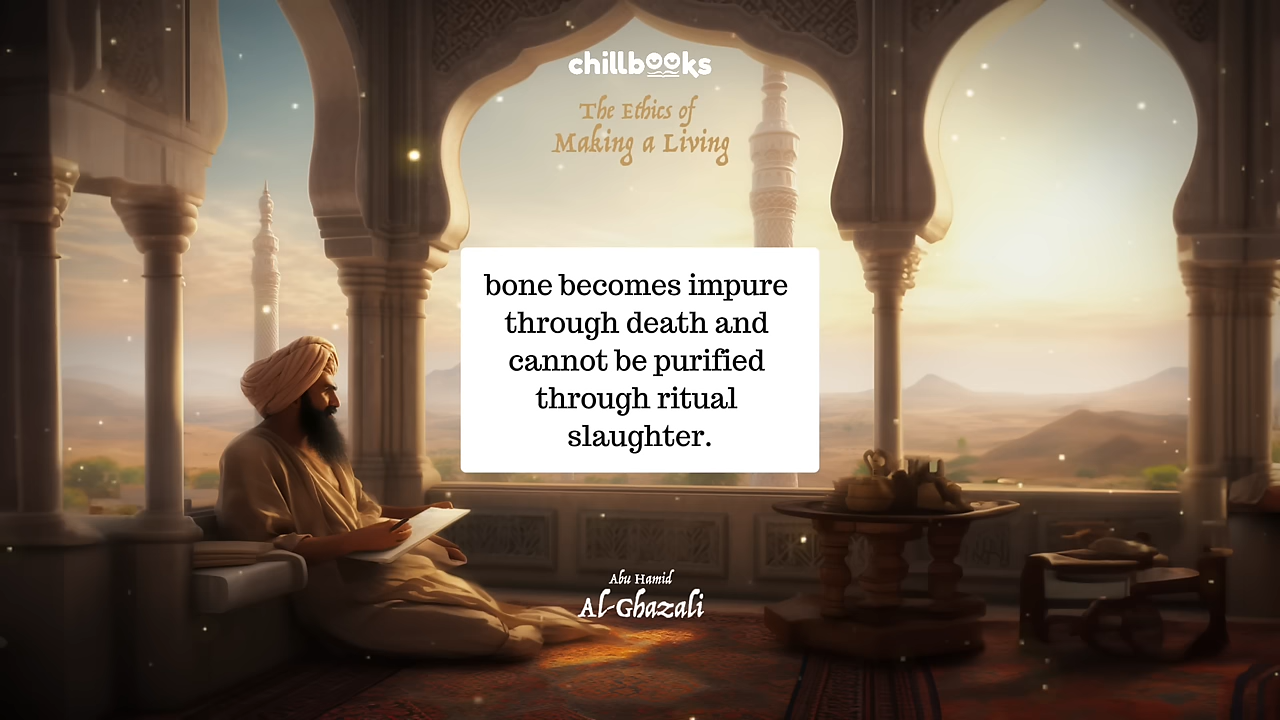 chillbooks
The Ethics of
Making a Living
bone becomes impure
through death and
cannot be purified
through ritual
slaughter.
Abu Hamid
Al-Ghazali